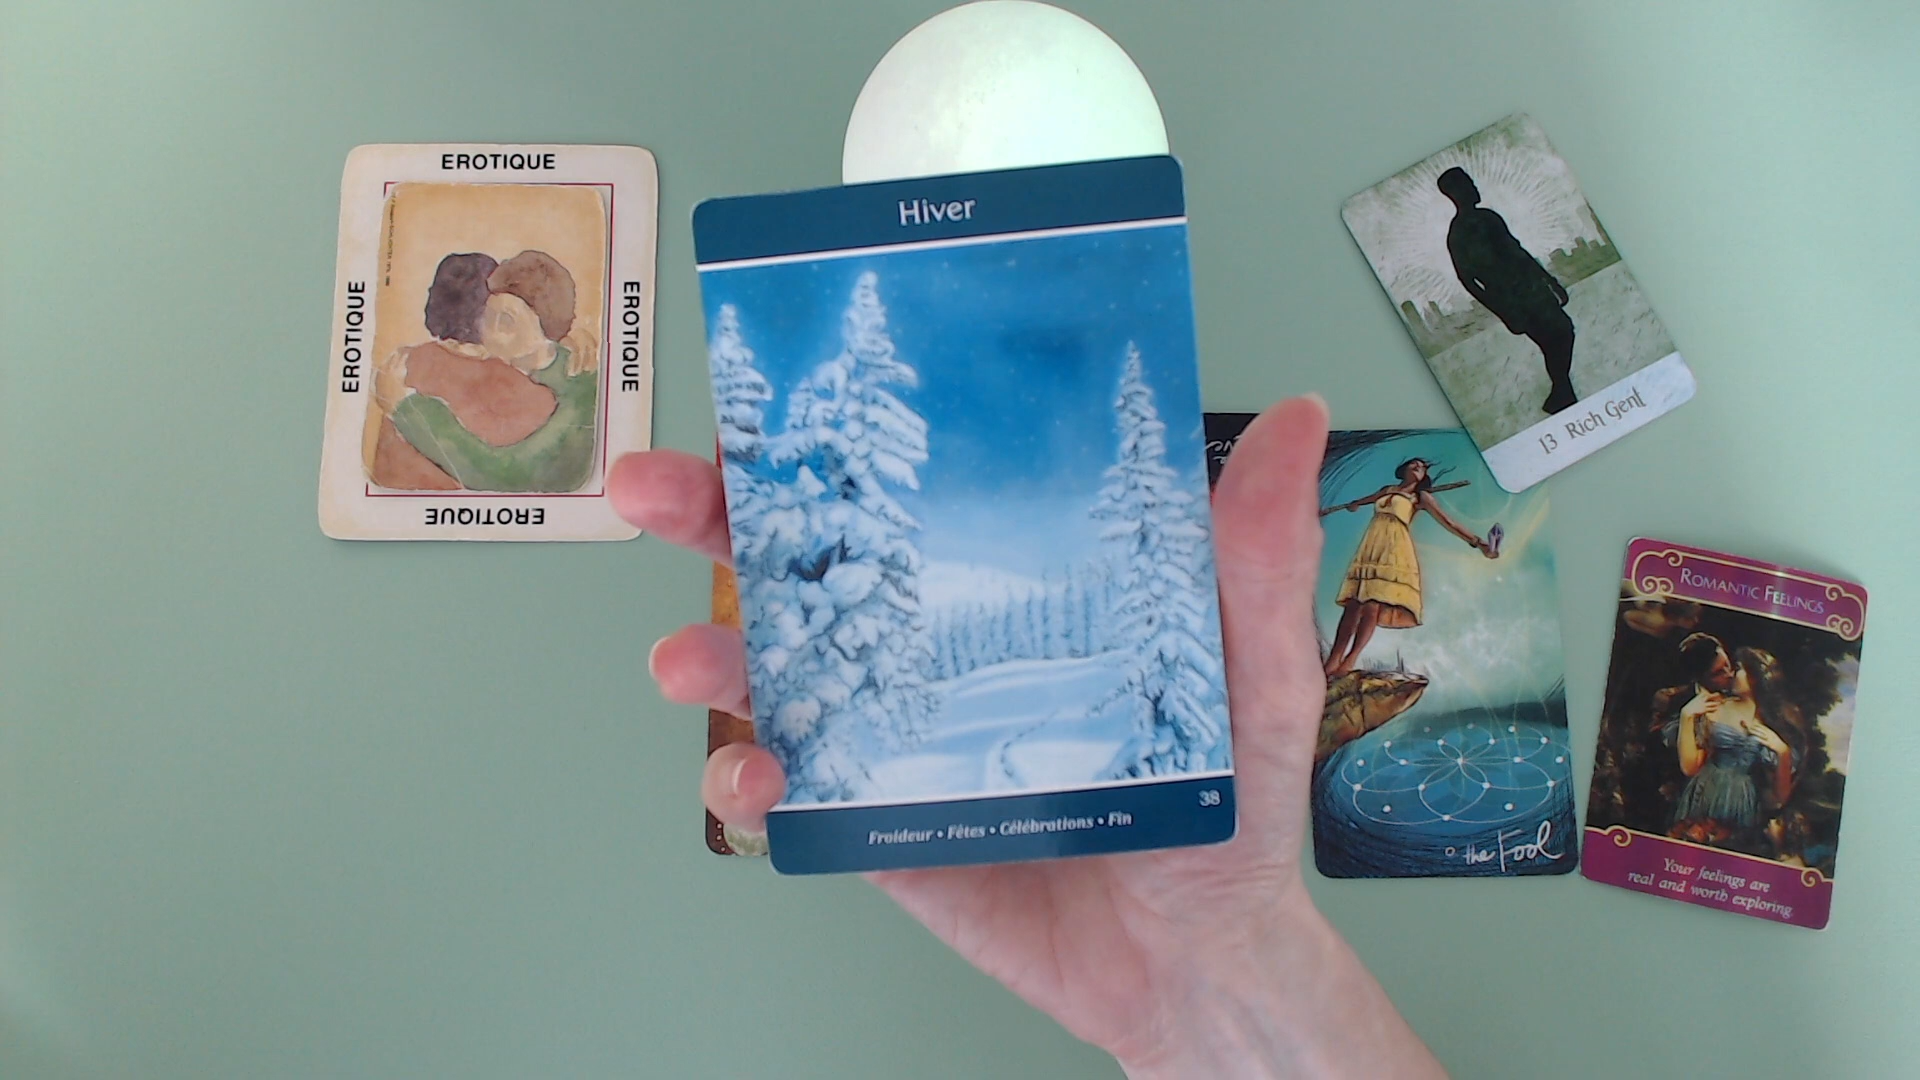 EROTIQUE
EROTIQUE
EROTIQUE
EROTIQUE
Hiver
38
Froideur • Fêtes • Célébrations • Fin
13 Rich Gent
0 the Fool
ROMANTIC FEELINGS
Your feelings are
real and worth exploring.